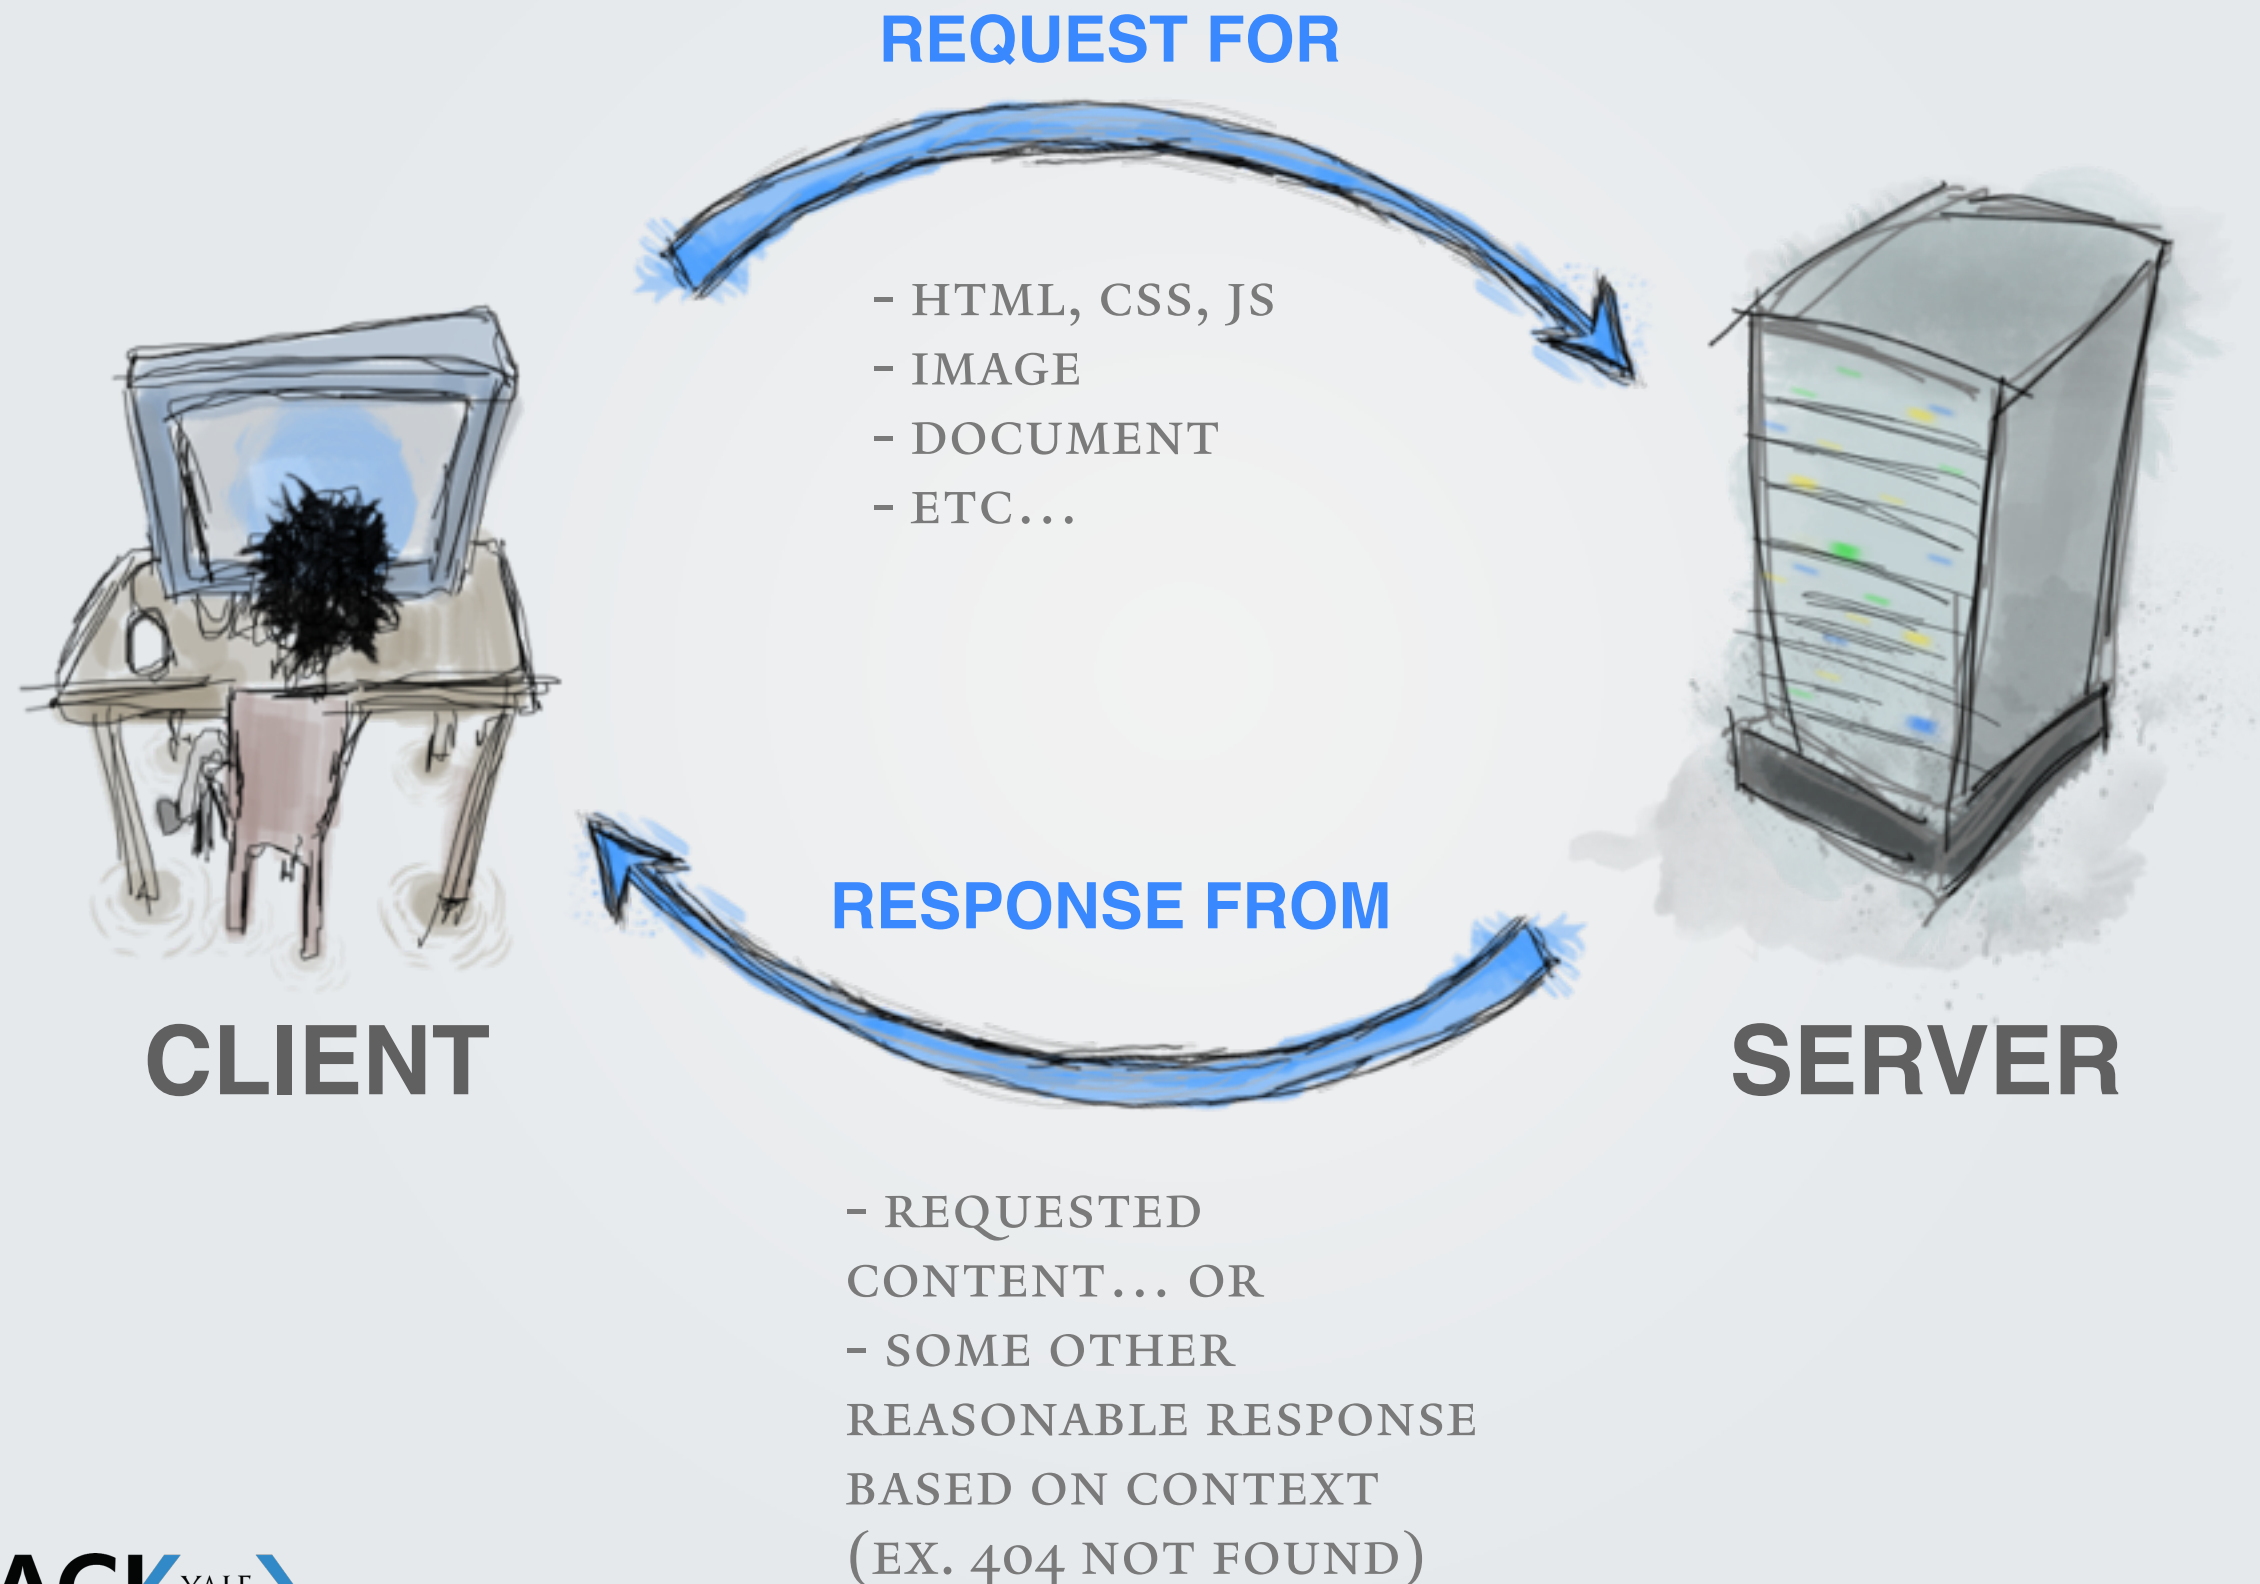 REQUEST FOR
- HTML, CSS, JS
- IMAGE
- DOCUMENT
- ETC...
RESPONSE FROM
CLIENT
SERVER
- REQUESTED
CONTENT... OR
- SOME OTHER
REASONABLE RESPONSE
BASED ON CONTEXT
(EX. 404 NOT FOUND)
YALE